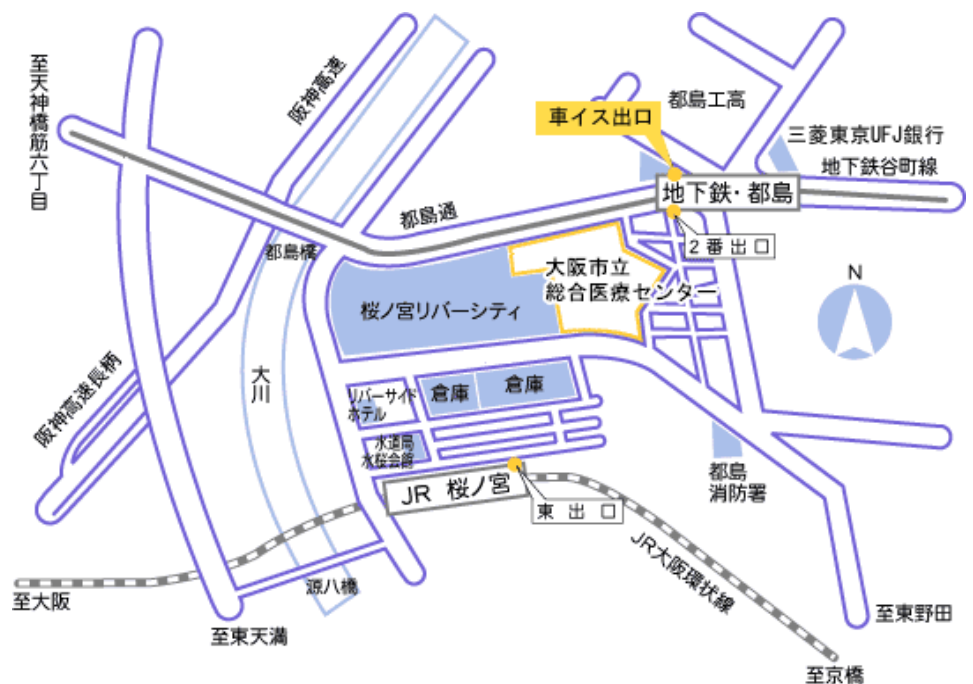 至天神橋筋六丁目
阪神高速
都島工高
車イス出口
三菱東京UFJ銀行
地下鉄谷町線
地下鉄・都島
都島通
2番出口
都島橋
大阪市立
総合医療センター
N
桜ノ宮リバーシティ
大川
阪神高速長柄
リバーサイド
ホテル
倉庫
倉庫
水道局
水桜会館
都島
消防署
JR 桜ノ宮
東出口
JR大阪環状線
源八橋
至大阪
至東天満
至東野田
至京橋